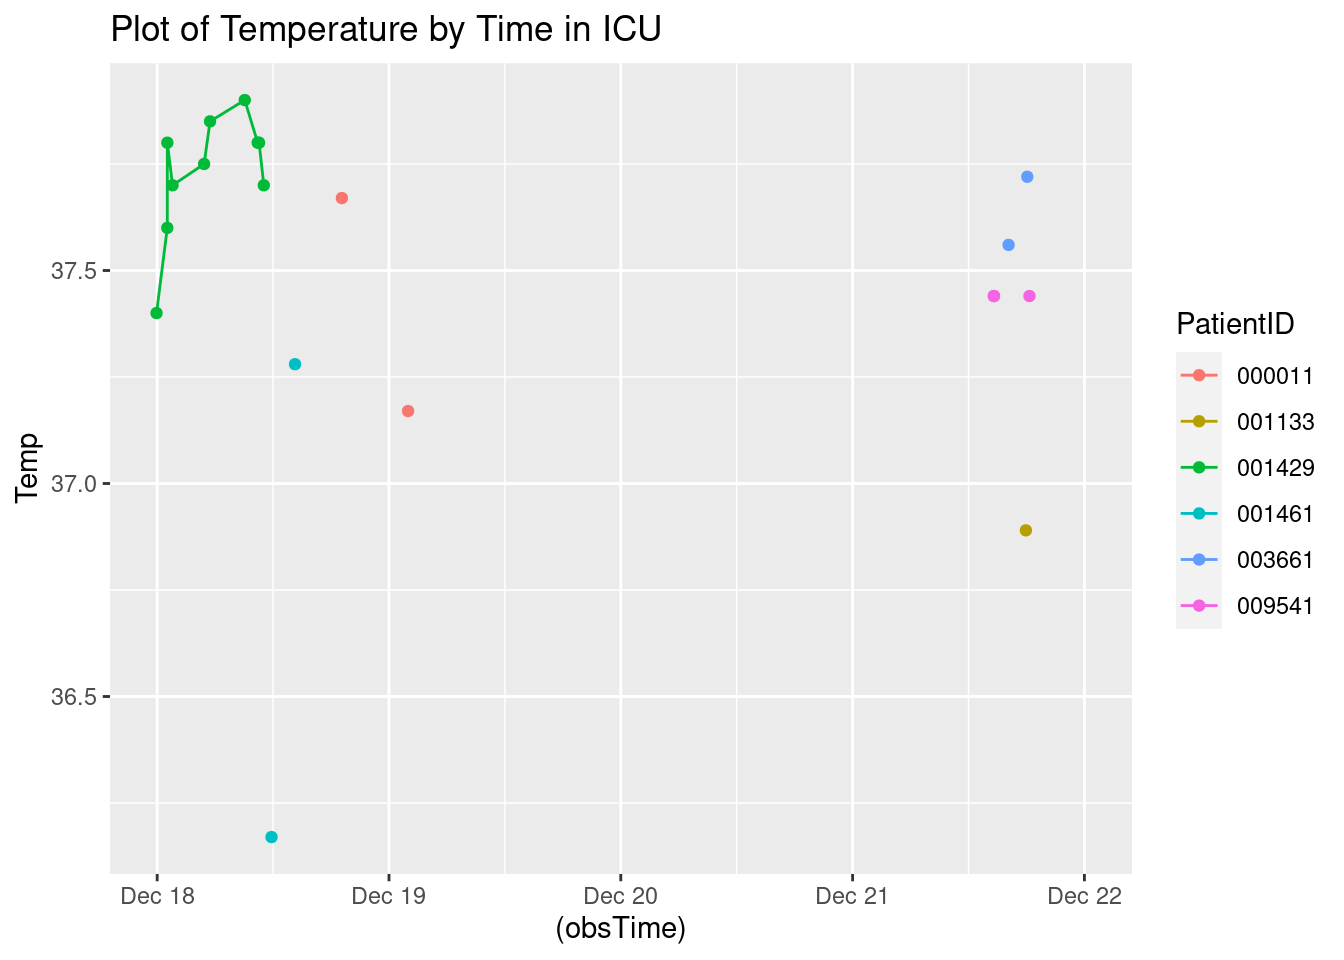 Plot of Temperature by Time in ICU
Temp
37.5
37.0
36.5
Dec 18
Dec 19
Dec 20
Dec 21
Dec 22
(obsTime)
PatientID
000011
001133
001429
001461
003661
009541